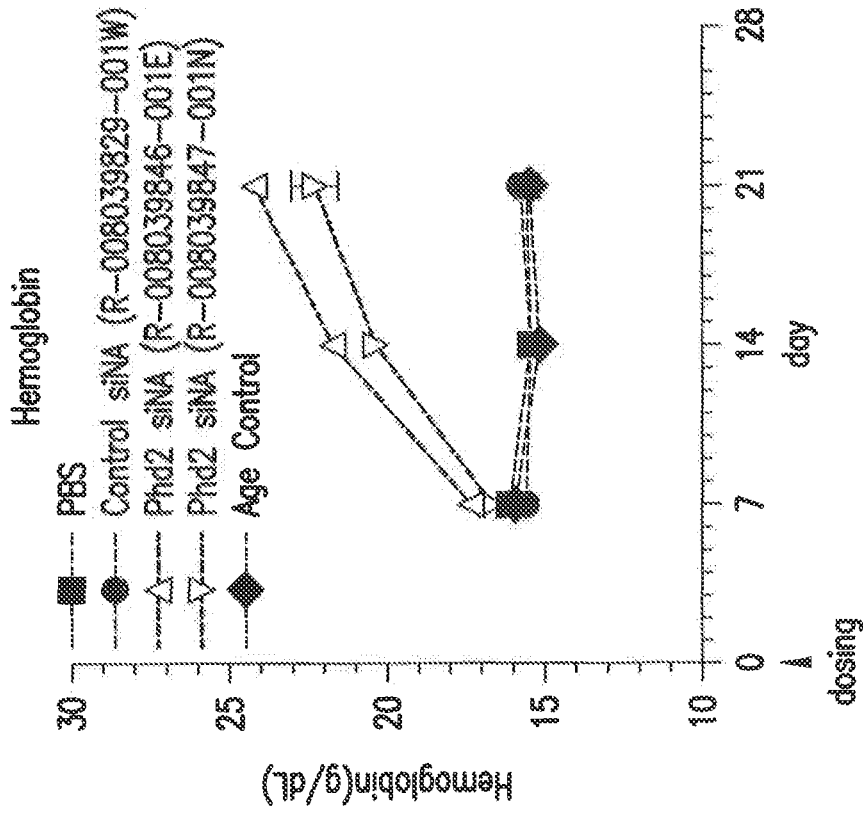 Hemoglobin
PBS
Control siNA (R-008039829-001W)
Phd2 siNA (R-008039846-001E)
Phd2 siNA (R-008039847-001N)
Age Control
Hemoglobin(g/dL)
30
25
20
15
10
0
7
14
21
28
day
dosing